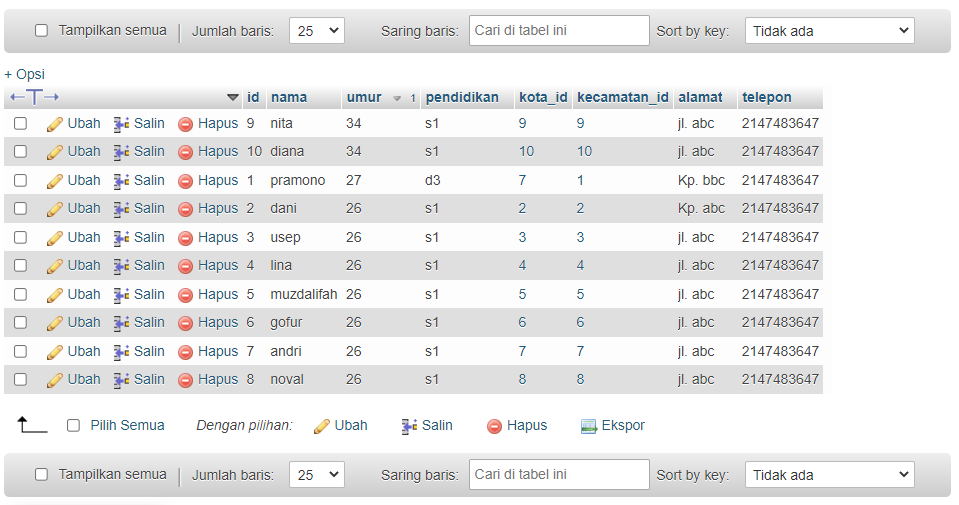 Tampilkan semua Jumlah baris: 25 Saring baris: Cari di tabel ini Sort by key: Tidak ada
+ Opsi
←T→ id nama umur 1 pendidikan kota_id kecamatan_id alamat telepon
Ubah Salin Hapus 9 nita 34 s1 9 9 jl. abc 2147483647
Ubah Salin Hapus 10 diana 34 s1 10 10 jl. abc 2147483647
Ubah Salin Hapus 1 pramono 27 d3 7 1 Kp. bbc 2147483647
Ubah Salin Hapus 2 dani 26 s1 2 2 Kp. abc 2147483647
Ubah Salin Hapus 3 usep 26 s1 3 3 jl. abc 2147483647
Ubah Salin Hapus 4 lina 26 s1 4 4 jl. abc 2147483647
Ubah Salin Hapus 5 muzdalifah 26 s1 5 5 jl. abc 2147483647
Ubah Salin Hapus 6 gofur 26 s1 6 6 jl. abc 2147483647
Ubah Salin Hapus 7 andri 26 s1 7 7 jl. abc 2147483647
Ubah Salin Hapus 8 noval 26 s1 8 8 jl. abc 2147483647
Pilih Semua Dengan pilihan: Ubah Salin Hapus Ekspor
Tampilkan semua Jumlah baris: 25 Saring baris: Cari di tabel ini Sort by key: Tidak ada